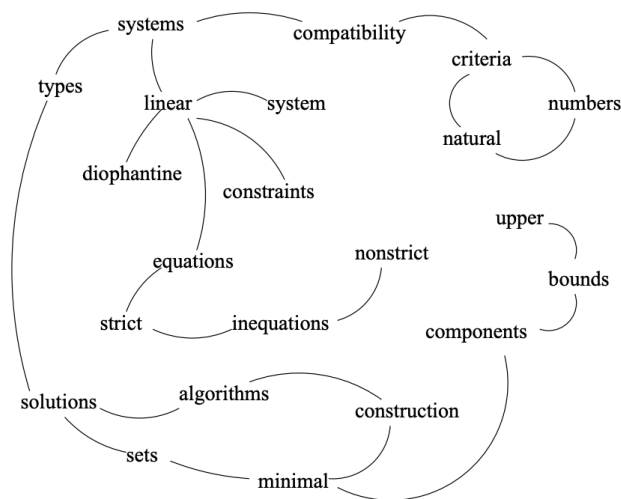 systems
compatibility
criteria
types
linear
system
numbers
natural
diophantine
constraints
upper
equations
nonstrict
bounds
strict
inequations
components
solutions
algorithms
construction
sets
minimal